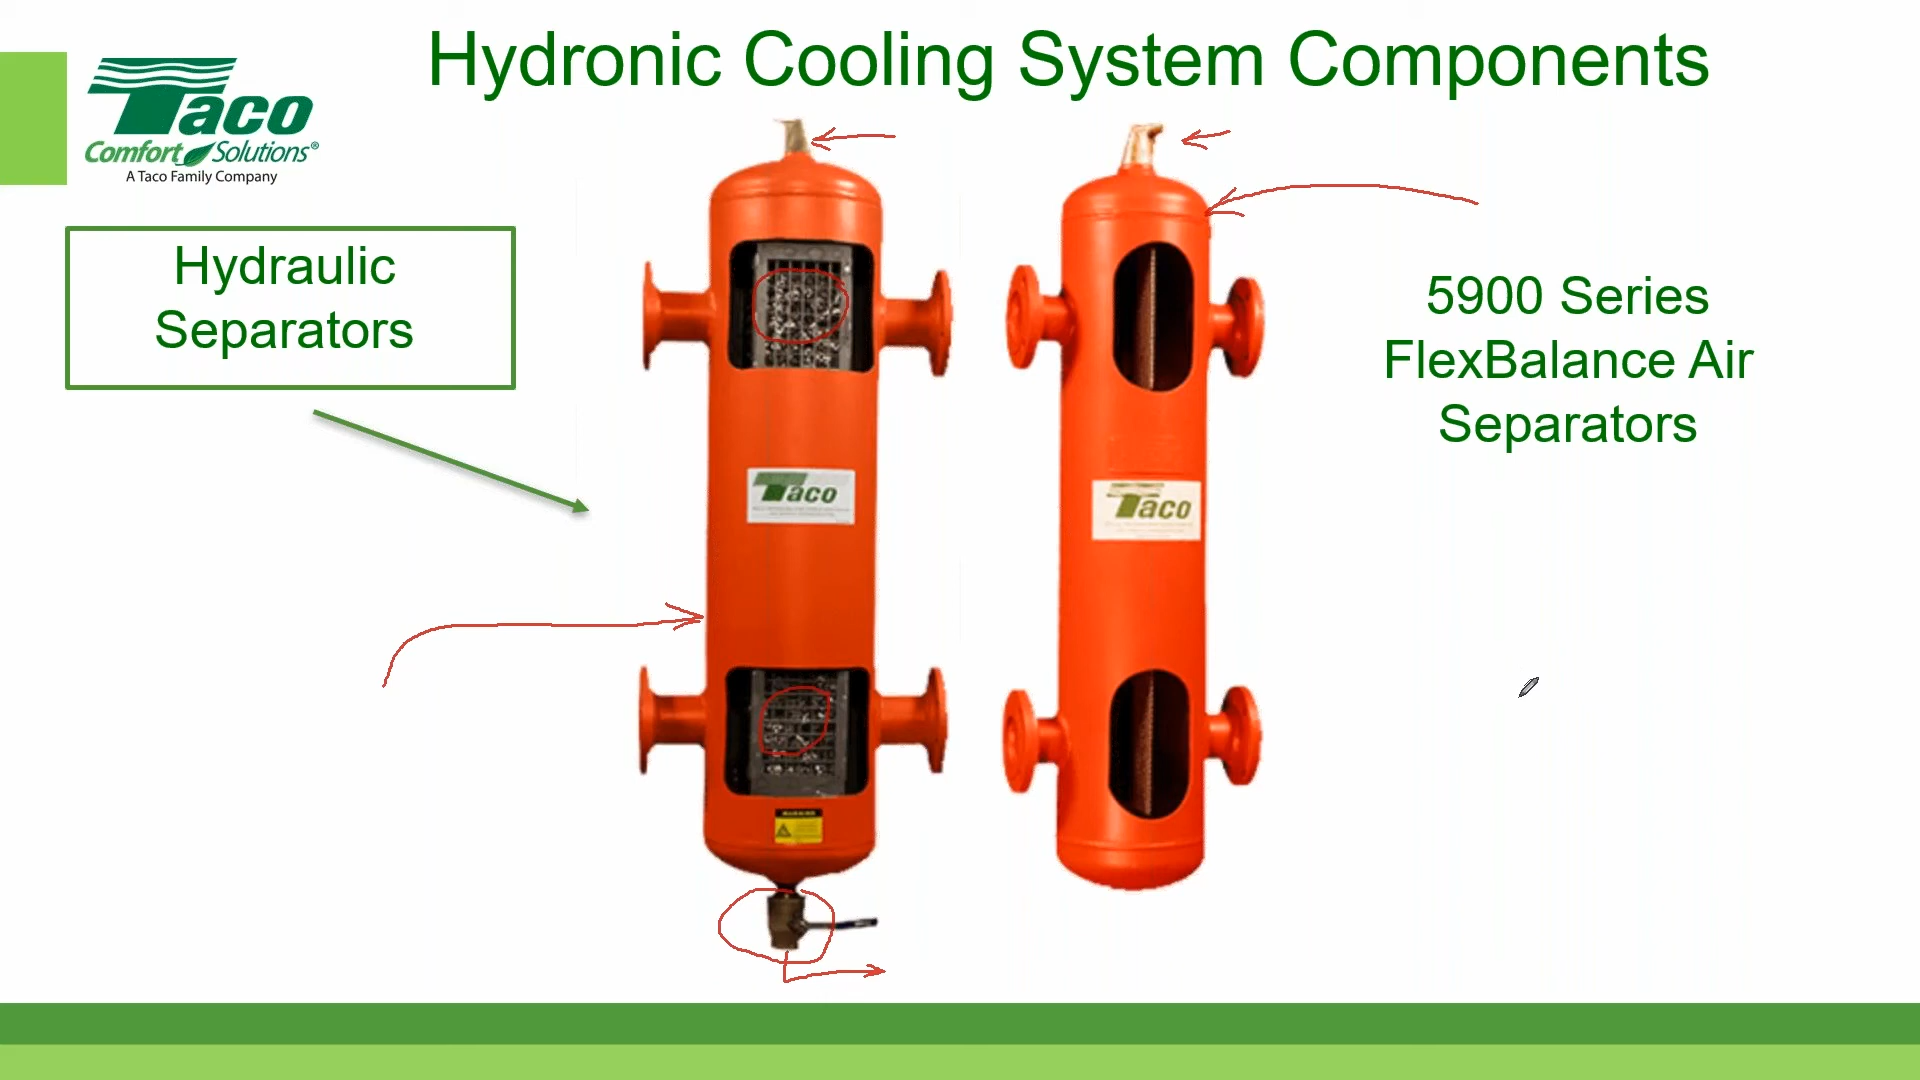 Hydronic Cooling System Components
Taco
Comfort Solutions®
A Taco Family Company
Hydraulic
Separators
5900 Series
FlexBalance Air
Separators
Taco
Taco
WARNING